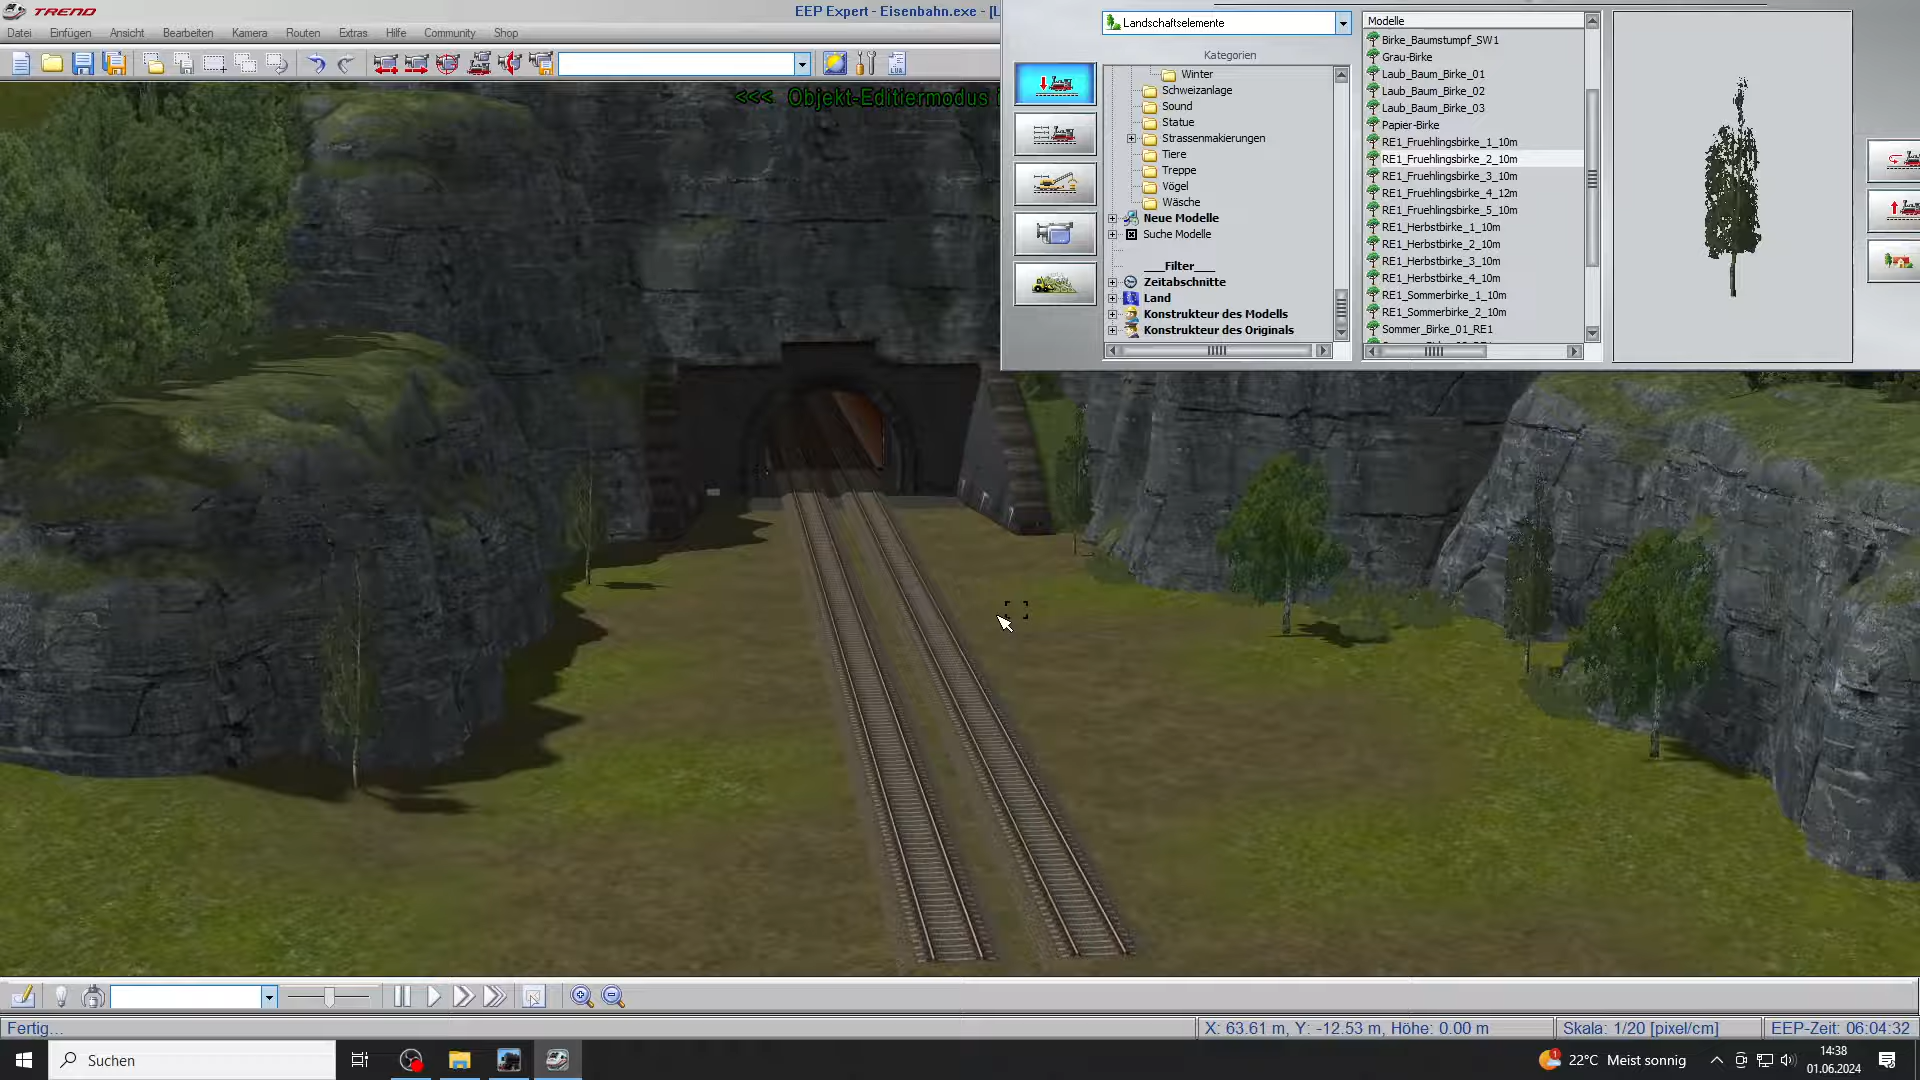 TREND
EEP Expert - Eisenbahn.exe - [L
Datei Einfügen Ansicht Bearbeiten Kamera Routen Extras Hilfe Community Shop
<<< Objekt-Editiermodus i
Landschaftselemente
Kategorien
Winter
Schweizanlage
Sound
Statue
Strassenmakierungen
Tiere
Treppe
Vögel
Wäsche
Neue Modelle
Suche Modelle
___Filter___
Zeitabschnitte
Land
Konstrukteur des Modells
Konstrukteur des Originals
Modelle
Birke_Baumstumpf_SW1
Grau-Birke
Laub_Baum_Birke_01
Laub_Baum_Birke_02
Laub_Baum_Birke_03
Papier-Birke
RE1_Fruehlingsbirke_1_10m
RE1_Fruehlingsbirke_2_10m
RE1_Fruehlingsbirke_3_10m
RE1_Fruehlingsbirke_4_12m
RE1_Fruehlingsbirke_5_10m
RE1_Herbstbirke_1_10m
RE1_Herbstbirke_2_10m
RE1_Herbstbirke_3_10m
RE1_Herbstbirke_4_10m
RE1_Sommerbirke_1_10m
RE1_Sommerbirke_2_10m
Sommer_Birke_01_RE1
Fertig...
X: 63.61 m, Y: -12.53 m, Höhe: 0.00 m
Skala: 1/20 [pixel/cm]
EEP-Zeit: 06:04:32
Suchen
22°C Meist sonnig
14:38
01.06.2024